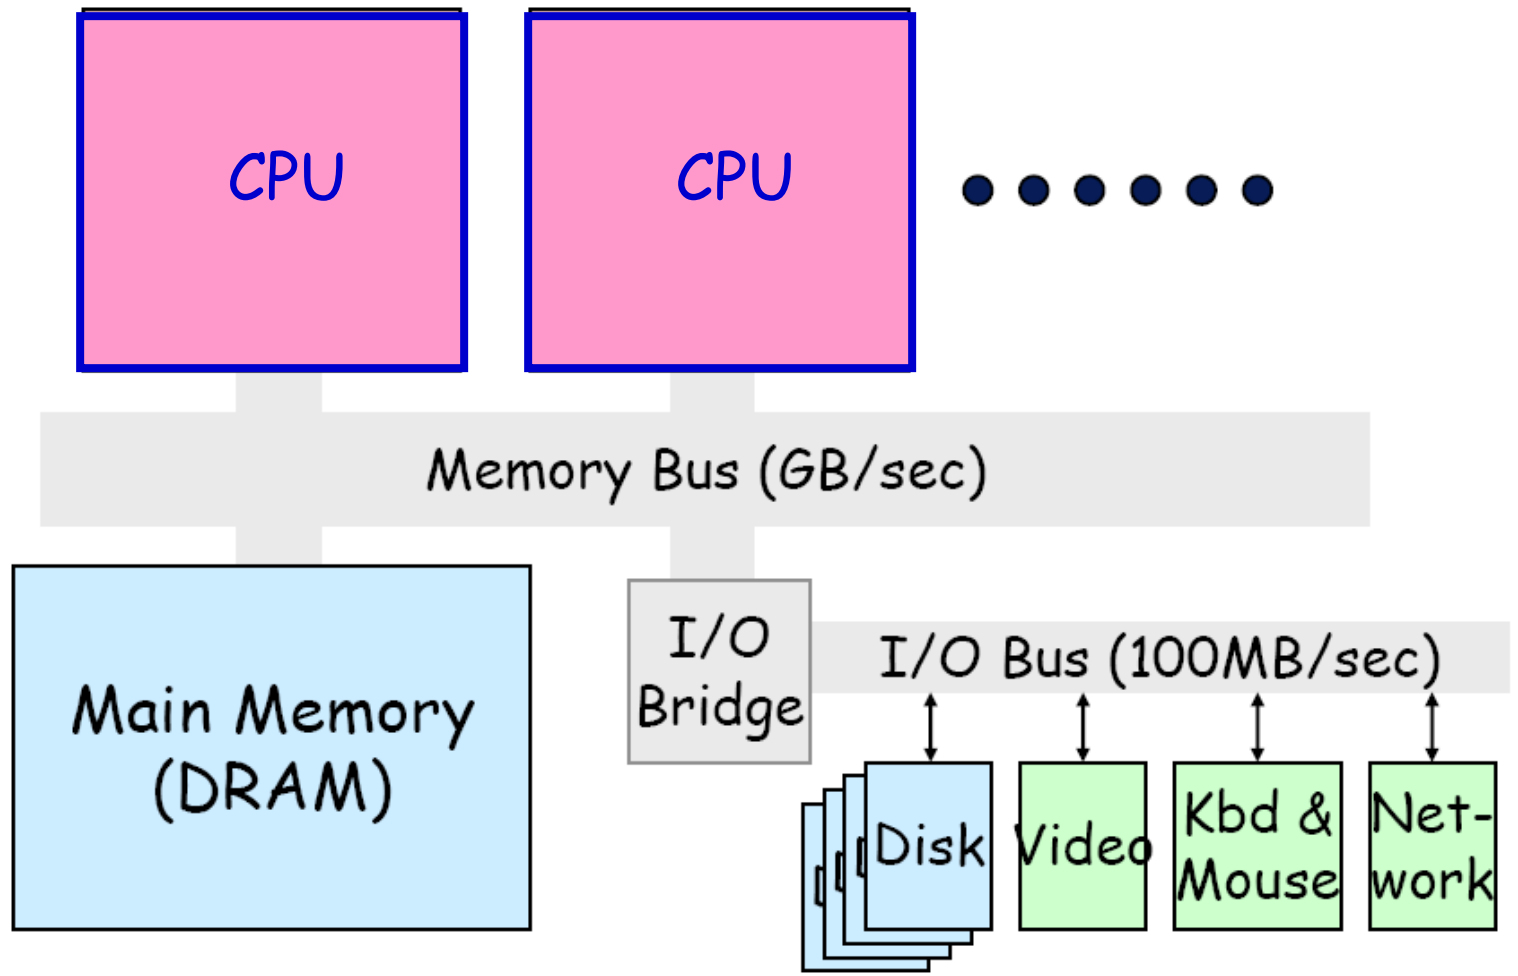 CPU
CPU
Memory Bus (GB/sec)
Main Memory
(DRAM)
I/O
Bridge
I/O Bus (100MB/sec)
Disk
Video
Kbd &
Mouse
Net-
work